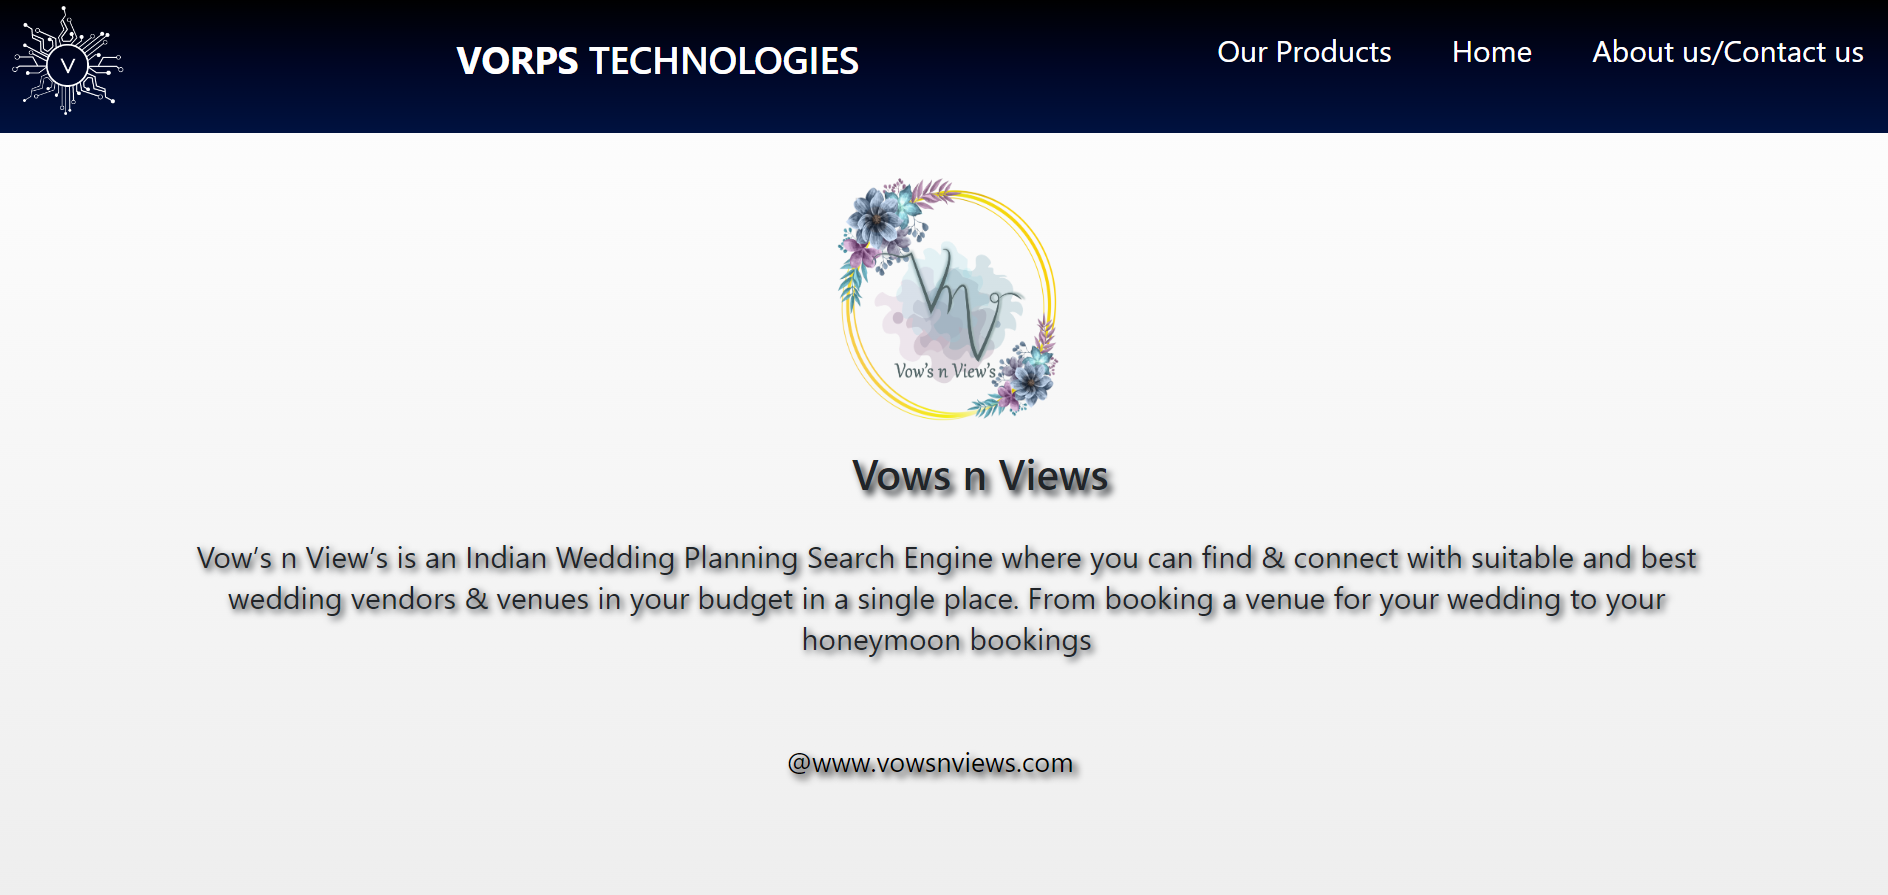 V
VORPS TECHNOLOGIES
Our Products
Home
About us/Contact us
VnV
Vow's n View's
Vows n Views
Vow’s n View’s is an Indian Wedding Planning Search Engine where you can find & connect with suitable and best
wedding vendors & venues in your budget in a single place. From booking a venue for your wedding to your
honeymoon bookings
@www.vowsnviews.com